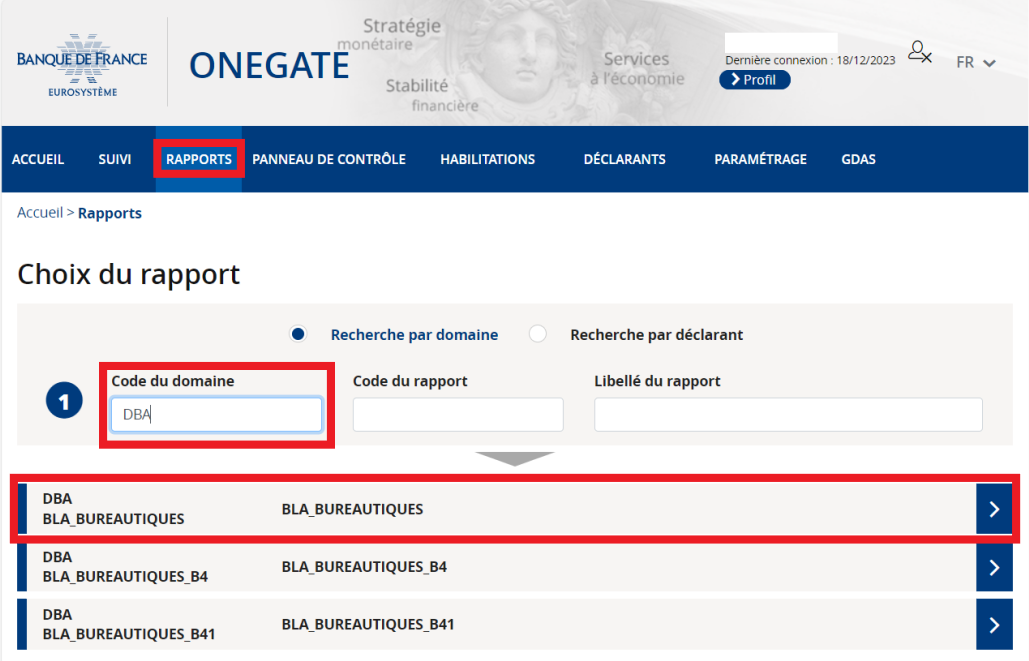 BANQUE DE FRANCE
EUROSYSTÈME
ONEGATE
Stratégie
monétaire
Stabilité
financière
Services
à l'économie
Dernière connexion : 18/12/2023
Profil
FR
ACCUEIL SUIVI RAPPORTS PANNEAU DE CONTRÔLE HABILITATIONS DÉCLARANTS PARAMÉTRAGE GDAS
Accueil > Rapports
Choix du rapport
Recherche par domaine Recherche par déclarant
Code du domaine Code du rapport Libellé du rapport
1
DBA
DBA
BLA_BUREAUTIQUES
BLA_BUREAUTIQUES
DBA
BLA_BUREAUTIQUES_B4
BLA_BUREAUTIQUES_B4
DBA
BLA_BUREAUTIQUES_B41
BLA_BUREAUTIQUES_B41